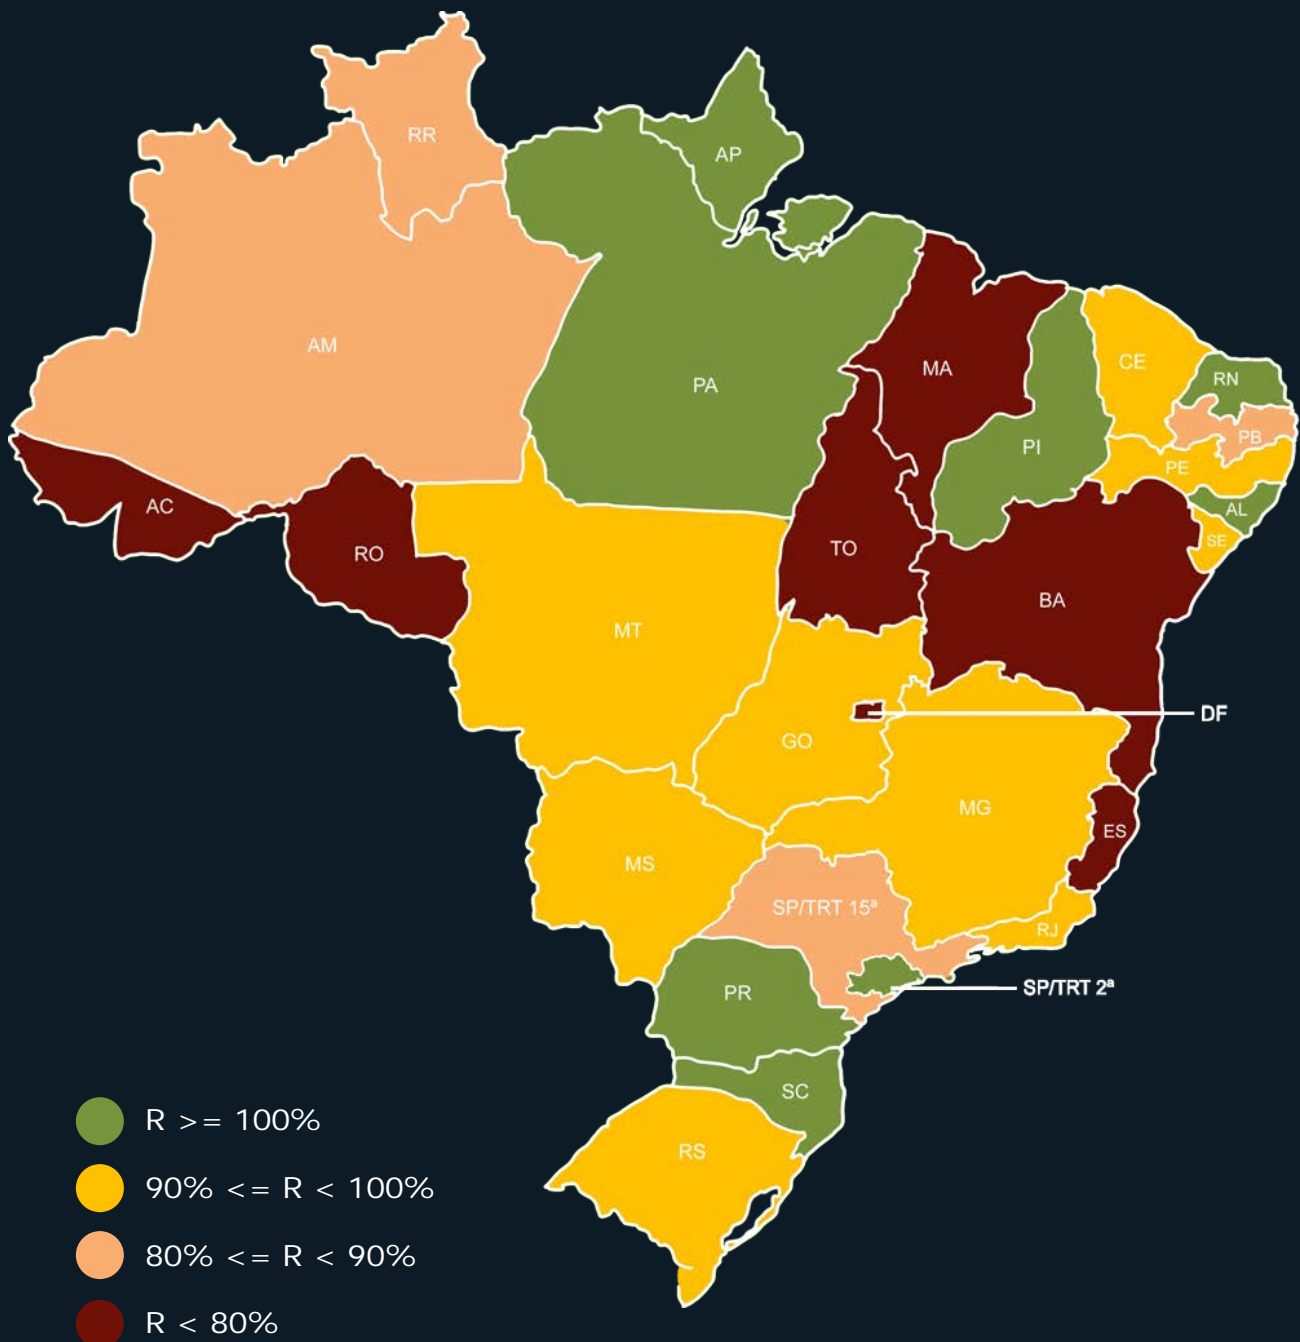 RR
AP
AM
PA
MA
CE
RN
PI
PB
PE
AL
SE
AC
RO
TO
BA
MT
DF
GO
MG
ES
MS
SP/TRT 15ª
RJ
PR
SP/TRT 2ª
SC
RS
R >= 100%
90% <= R < 100%
80% <= R < 90%
R < 80%